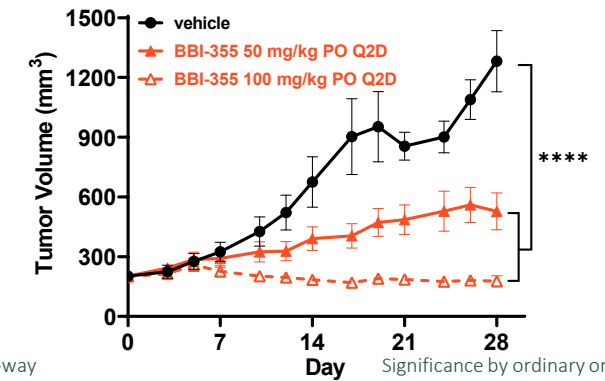 1500
1200
900
600
300
0
Tumor Volume (mm³)
vehicle
BBI-355 50 mg/kg PO Q2D
BBI-355 100 mg/kg PO Q2D
****
0 7 14 21 28
Day
-way
Significance by ordinary or